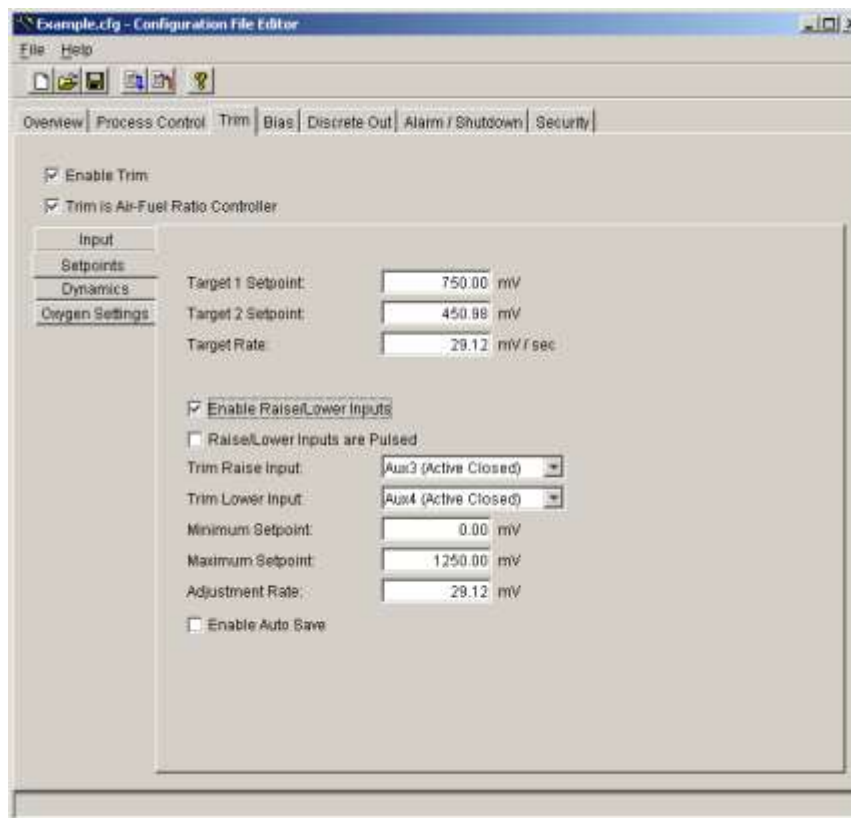 Example.cfg - Configuration File Editor
File Help
Overview Process Control Trim Bias Discrete Out Alarm / Shutdown Security
Enable Trim
Trim is Air-Fuel Ratio Controller
Input
Setpoints
Dynamics
Oxygen Settings
Target 1 Setpoint: 750.00 mV
Target 2 Setpoint: 450.98 mV
Target Rate: 29.12 mV / sec
Enable Raise/Lower Inputs
Raise/Lower Inputs are Pulsed
Trim Raise Input: Aux3 (Active Closed)
Trim Lower Input: Aux4 (Active Closed)
Minimum Setpoint: 0.00 mV
Maximum Setpoint: 1250.00 mV
Adjustment Rate: 29.12 mV
Enable Auto Save